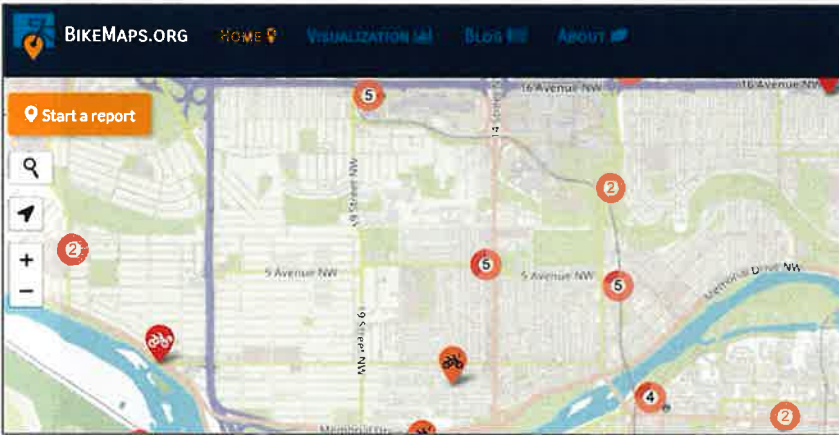 BIKEMAPS.ORG HOME VISUALIZATION BLOG ABOUT
5 16 Avenue NW 16 Avenue NW
Start a report
14 Street NW
19 Street NW
2
2
5 Avenue NW 5 5 Avenue NW 5 Memorial Drive NW
+
−
19 Street NW
4
2